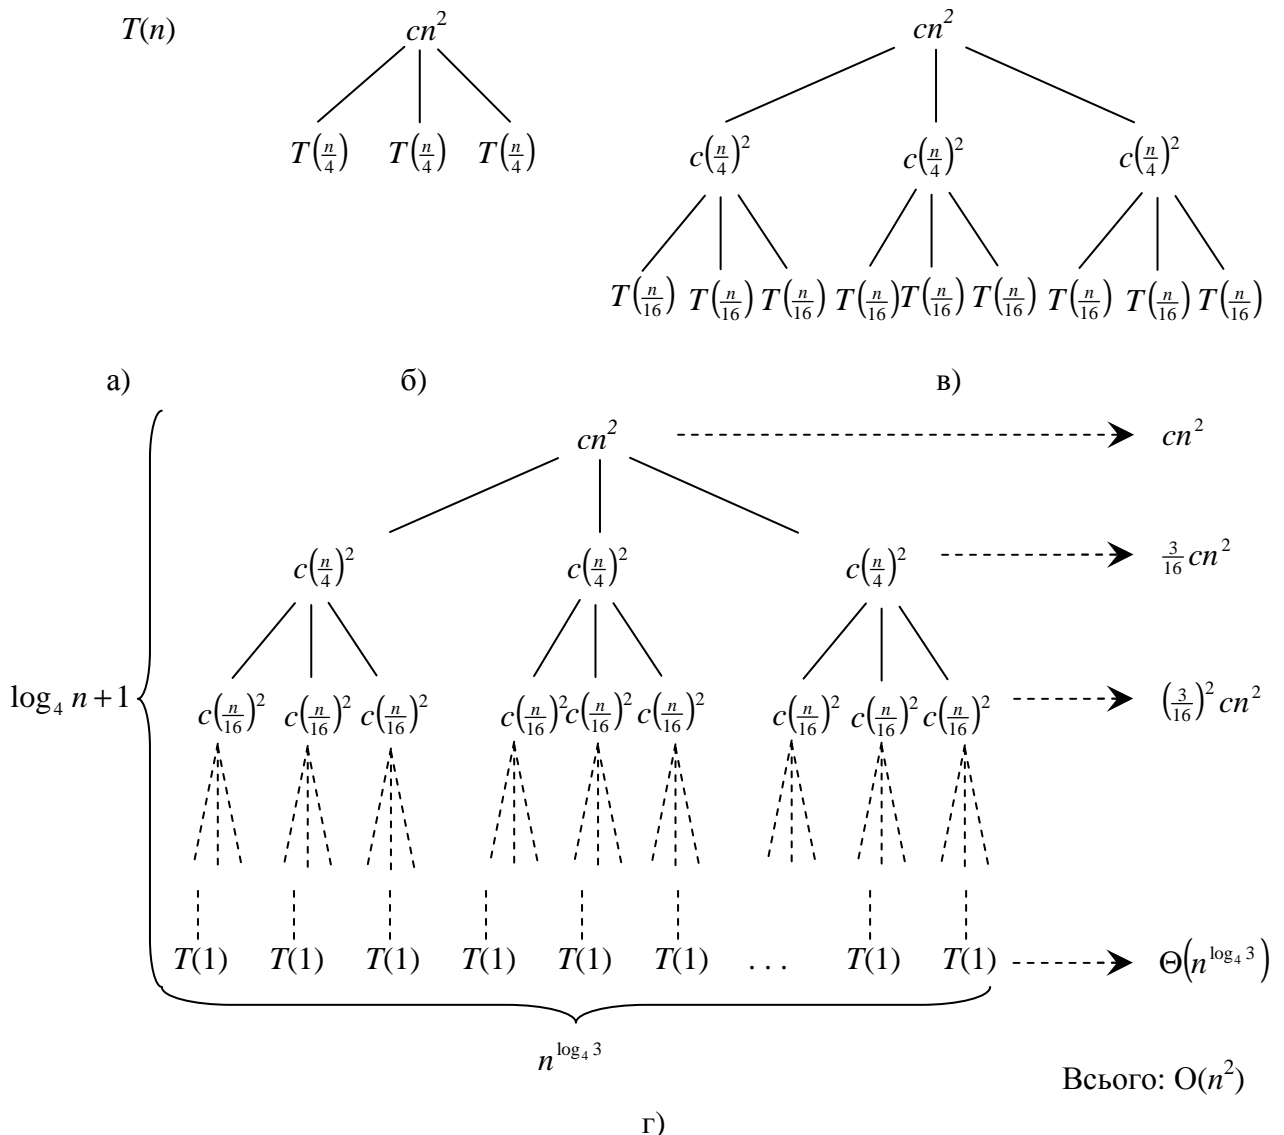 T(n) cn² cn²
T(n/4) T(n/4) T(n/4) c(n/4)² c(n/4)² c(n/4)²
T(n/16) T(n/16) T(n/16) T(n/16) T(n/16) T(n/16) T(n/16) T(n/16) T(n/16)
а) б) в)
cn² cn²
c(n/4)² c(n/4)² c(n/4)² 3/16 cn²
log₄ n + 1 c(n/16)² c(n/16)² c(n/16)² c(n/16)² c(n/16)² c(n/16)² c(n/16)² c(n/16)² c(n/16)² (3/16)² cn²
T(1) T(1) T(1) T(1) T(1) T(1) ... T(1) T(1) Θ(n^(log₄ 3))
n^(log₄ 3)
Всього: O(n²)
г)